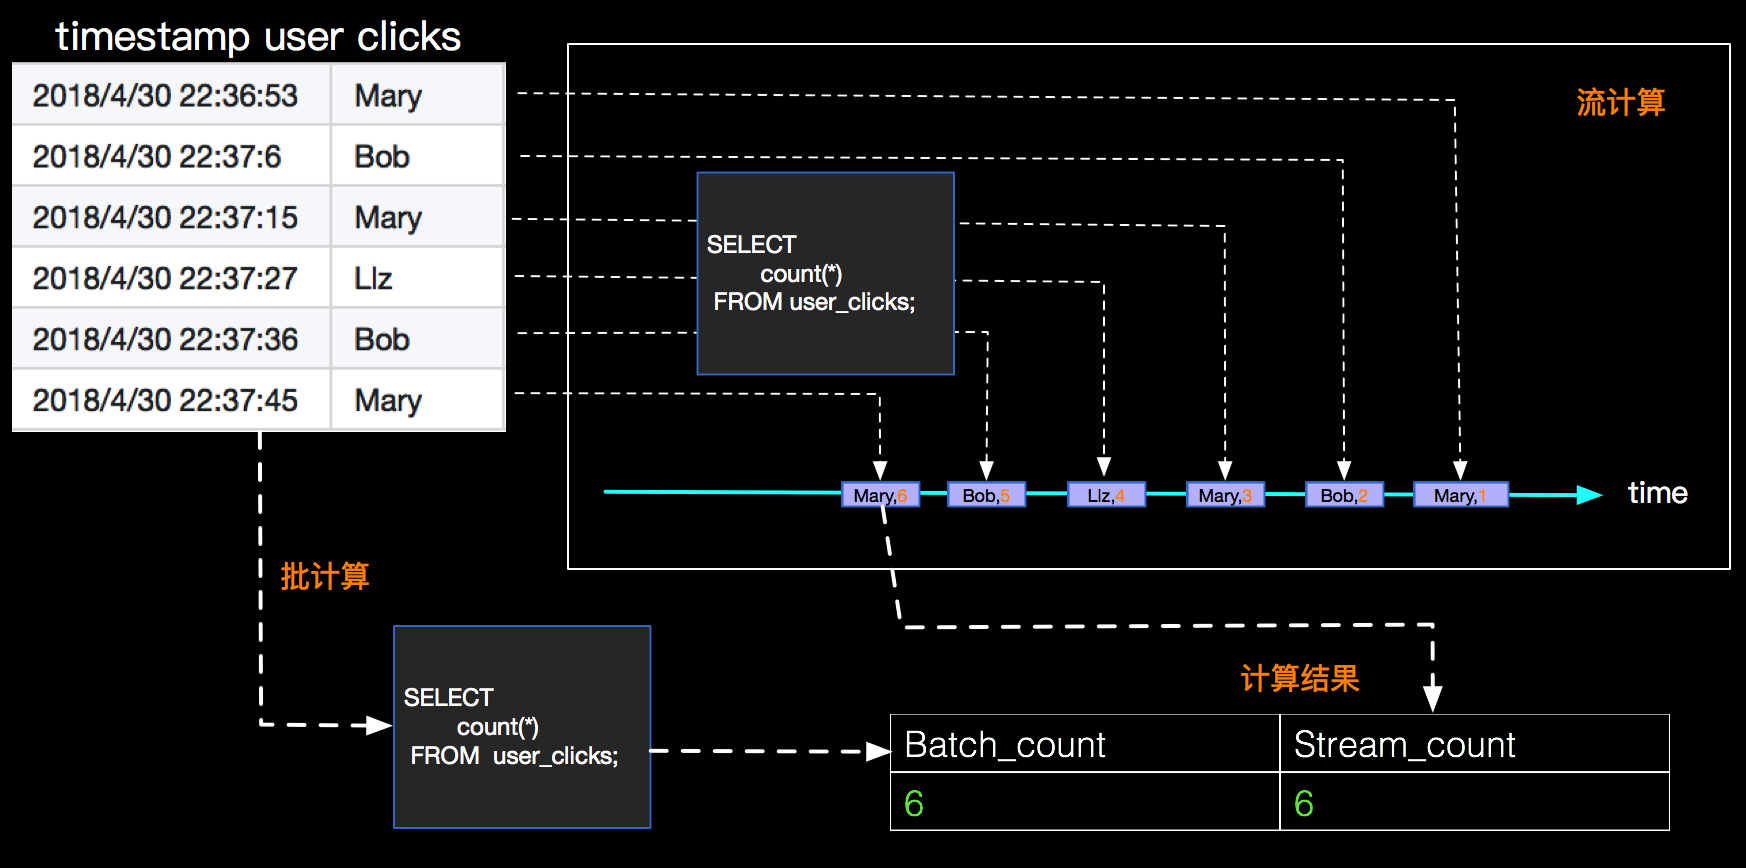 timestamp user clicks
2018/4/30 22:36:53 Mary
2018/4/30 22:37:6 Bob
2018/4/30 22:37:15 Mary
2018/4/30 22:37:27 Llz
2018/4/30 22:37:36 Bob
2018/4/30 22:37:45 Mary
流计算
SELECT
count(*)
FROM user_clicks;
Mary,6 Bob,5 Llz,4 Mary,3 Bob,2 Mary,1 time
批计算
SELECT
count(*)
FROM user_clicks;
计算结果
Batch_count Stream_count
6 6